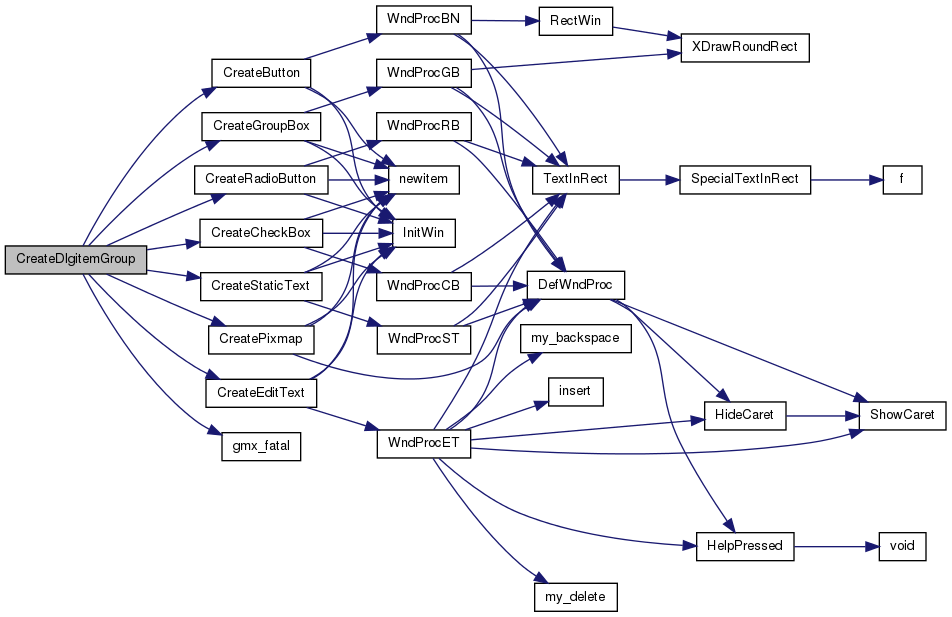 WndProcBN
RectWin
XDrawRoundRect
CreateButton
WndProcGB
CreateGroupBox
WndProcRB
CreateRadioButton
newitem
TextInRect
SpecialTextInRect
f
CreateCheckBox
InitWin
CreateDlgitemGroup
CreateStaticText
WndProcCB
DefWndProc
CreatePixmap
WndProcST
my_backspace
CreateEditText
insert
HideCaret
ShowCaret
gmx_fatal
WndProcET
HelpPressed
void
my_delete